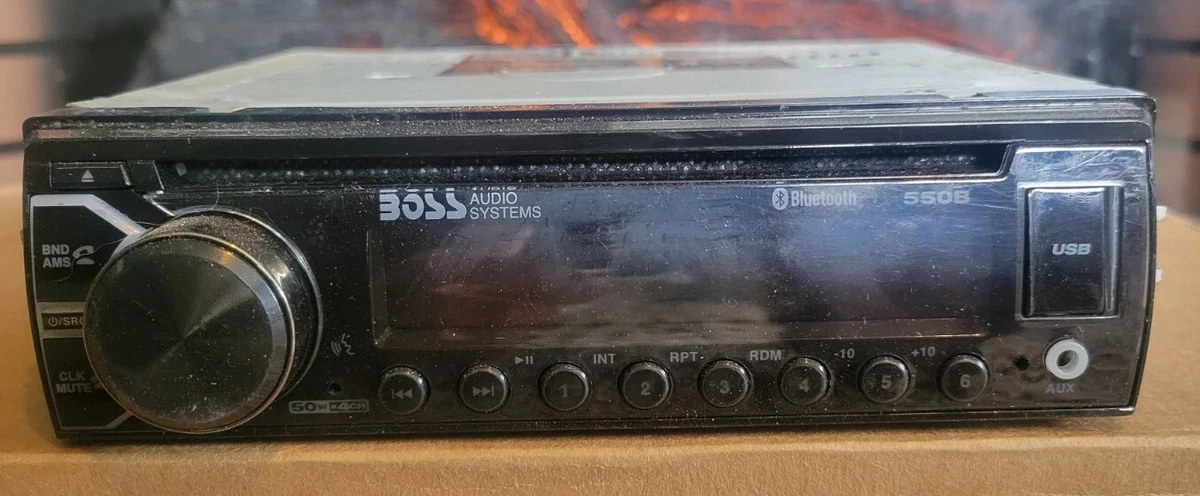 BOSS AUDIO
SYSTEMS
Bluetooth
550B
USB
BND
AMS
/SRC
CLK
MUTE
50W×4CH
INT
RPT
RDM
-10
+10
1
2
3
4
5
6
AUX